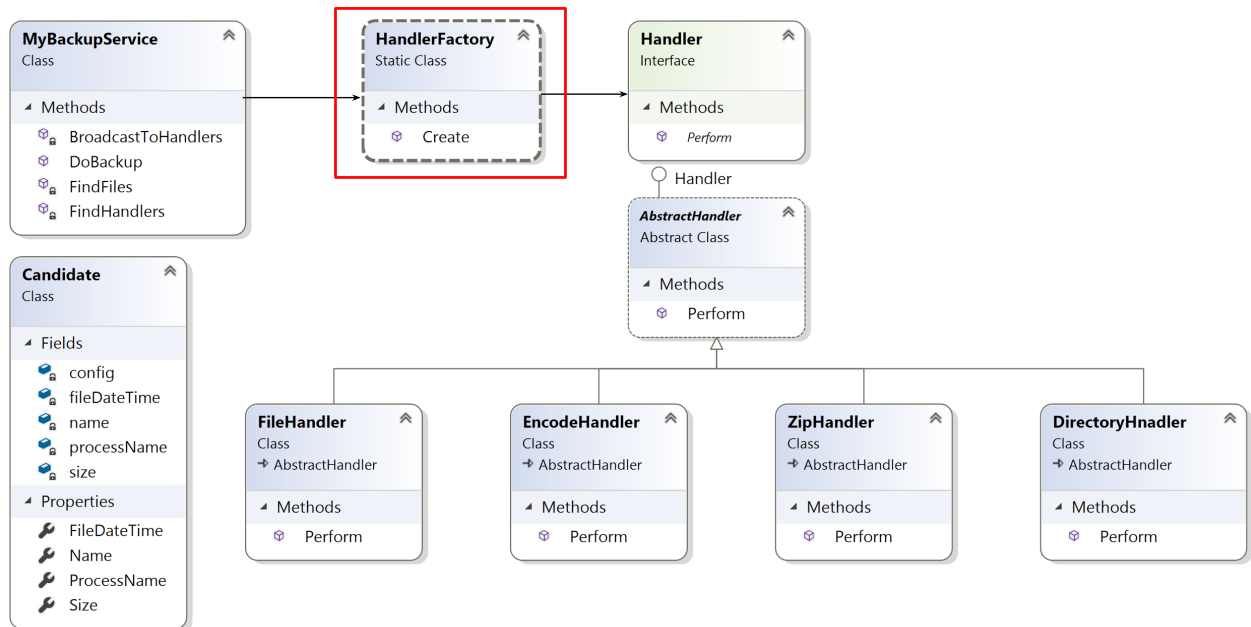 MyBackupService
Class
Methods
BroadcastToHandlers
DoBackup
FindFiles
FindHandlers
HandlerFactory
Static Class
Methods
Create
Handler
Interface
Methods
Perform
Handler
AbstractHandler
Abstract Class
Methods
Perform
Candidate
Class
Fields
config
fileDateTime
name
processName
size
Properties
FileDateTime
Name
ProcessName
Size
FileHandler
Class
AbstractHandler
Methods
Perform
EncodeHandler
Class
AbstractHandler
Methods
Perform
ZipHandler
Class
AbstractHandler
Methods
Perform
DirectoryHnadler
Class
AbstractHandler
Methods
Perform